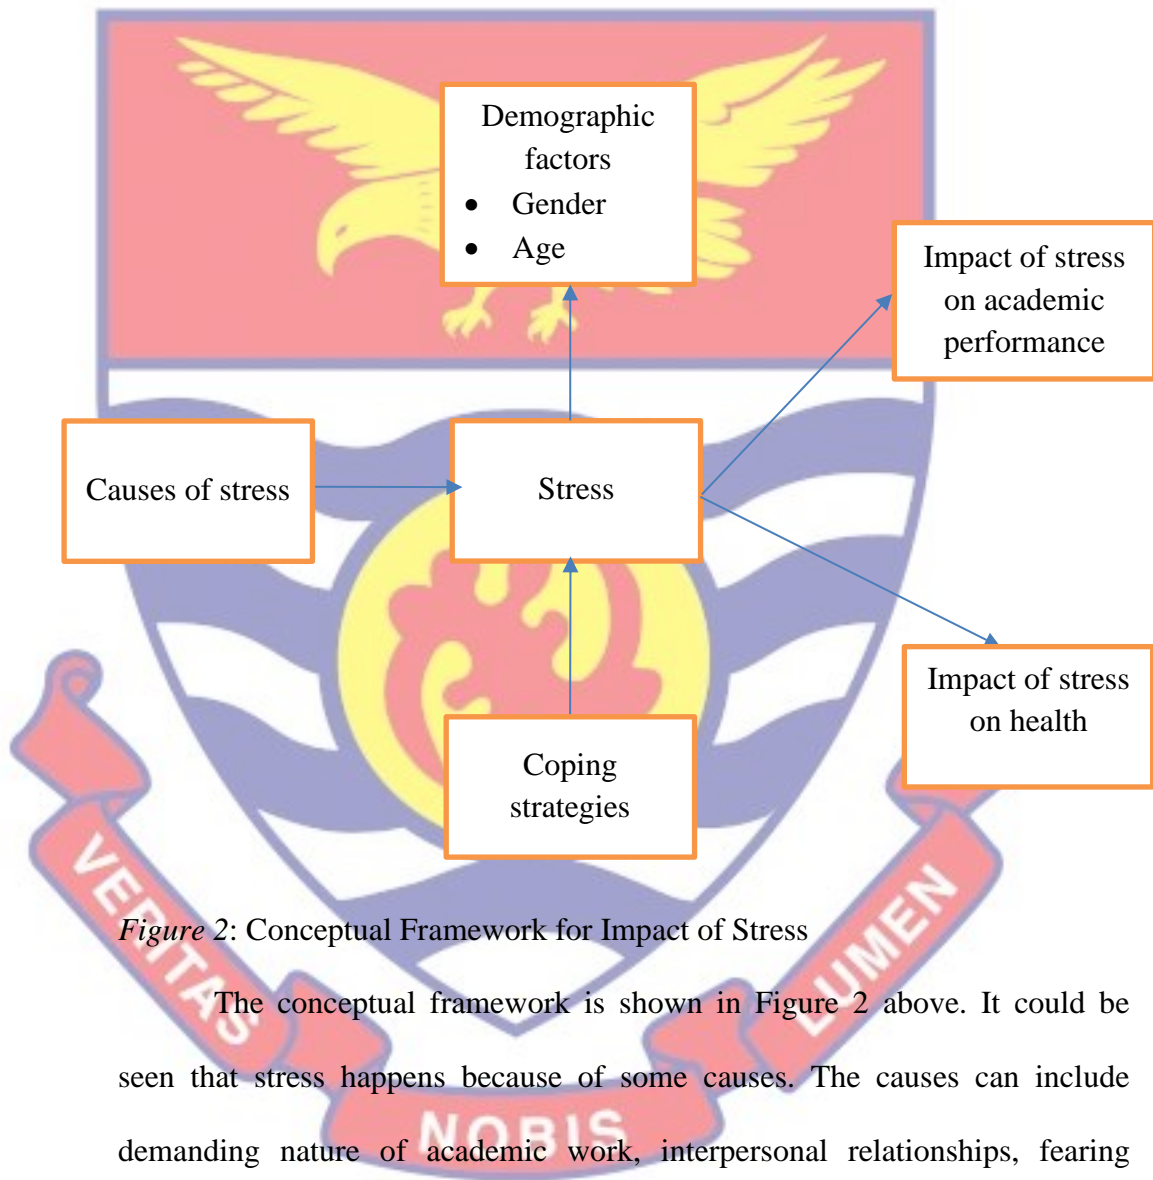 Demographic
factors
• Gender
• Age
Impact of stress
on academic
performance
Causes of stress
Stress
Impact of stress
on health
Coping
strategies
VERITAS
NOBIS
LUMEN
Figure 2: Conceptual Framework for Impact of Stress
The conceptual framework is shown in Figure 2 above. It could be
seen that stress happens because of some causes. The causes can include
demanding nature of academic work, interpersonal relationships, fearing